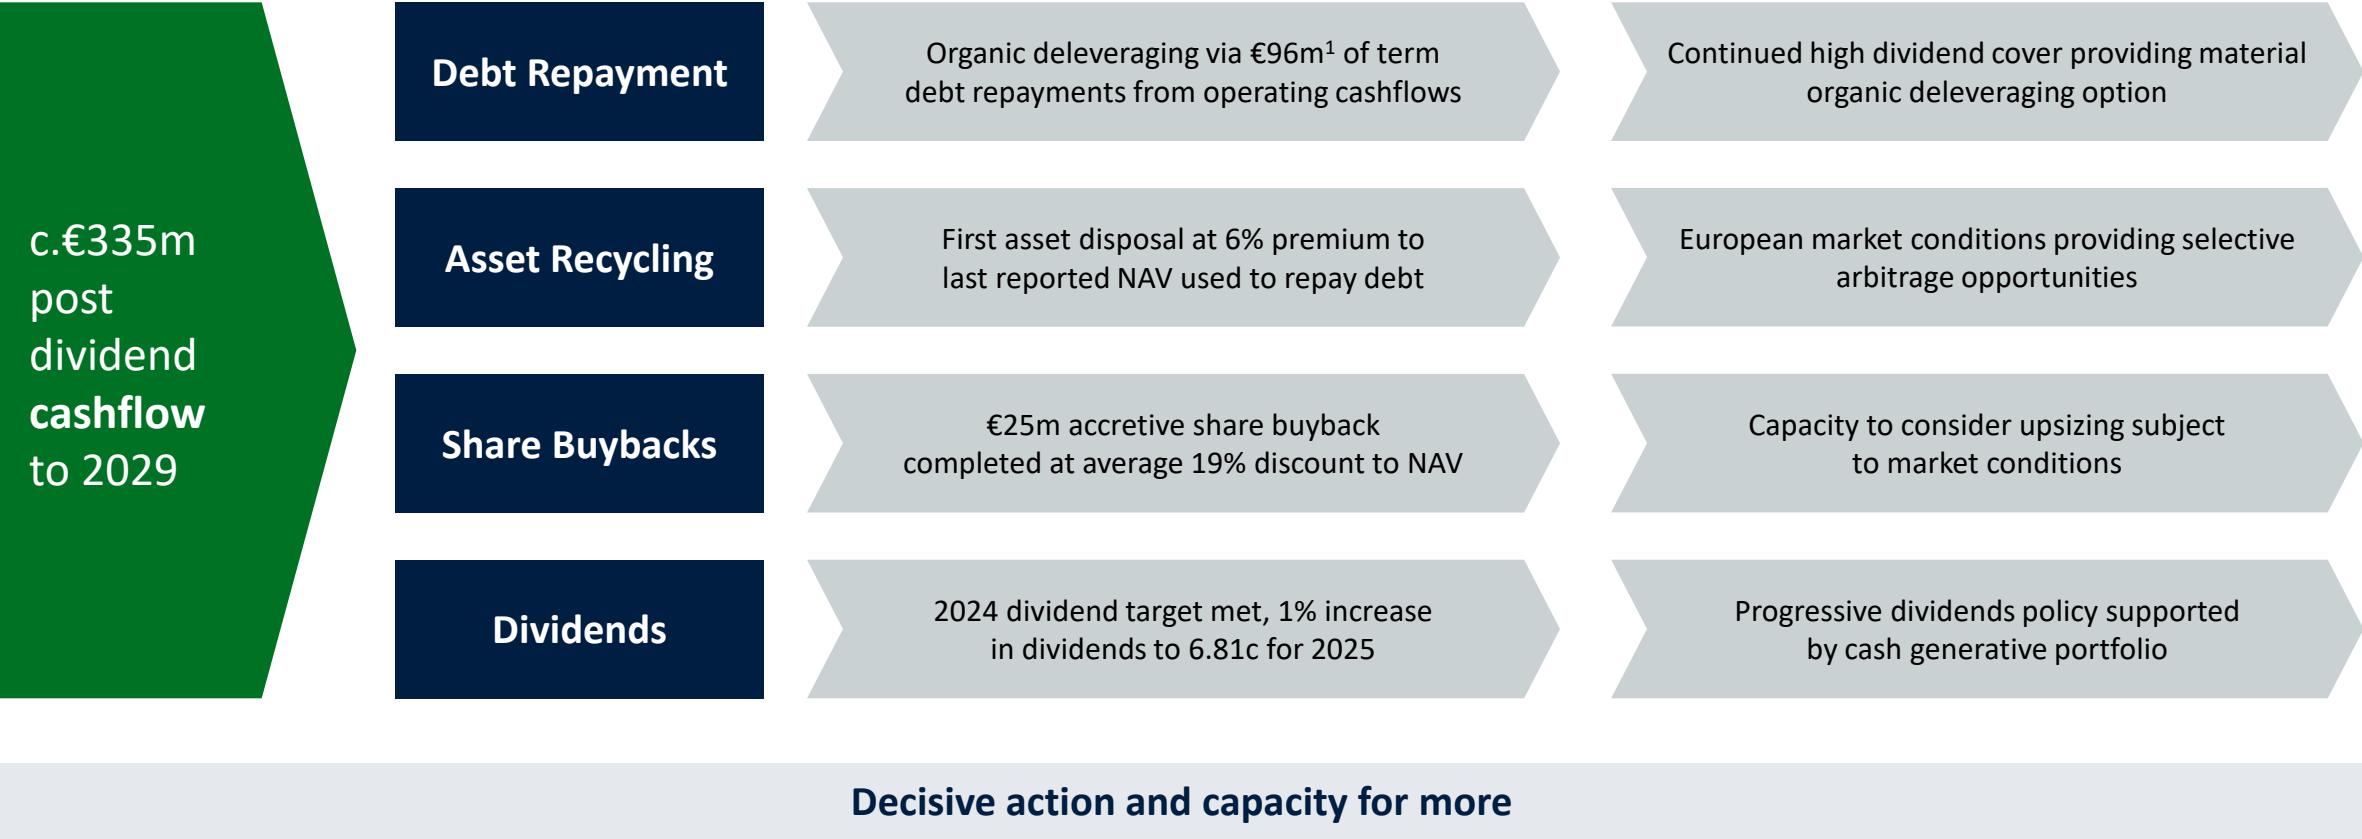 c.€335m
post
dividend
cashflow
to 2029
Debt Repayment
Organic deleveraging via €96m¹ of term
debt repayments from operating cashflows
Continued high dividend cover providing material
organic deleveraging option
Asset Recycling
First asset disposal at 6% premium to
last reported NAV used to repay debt
European market conditions providing selective
arbitrage opportunities
Share Buybacks
€25m accretive share buyback
completed at average 19% discount to NAV
Capacity to consider upsizing subject
to market conditions
Dividends
2024 dividend target met, 1% increase
in dividends to 6.81c for 2025
Progressive dividends policy supported
by cash generative portfolio
Decisive action and capacity for more